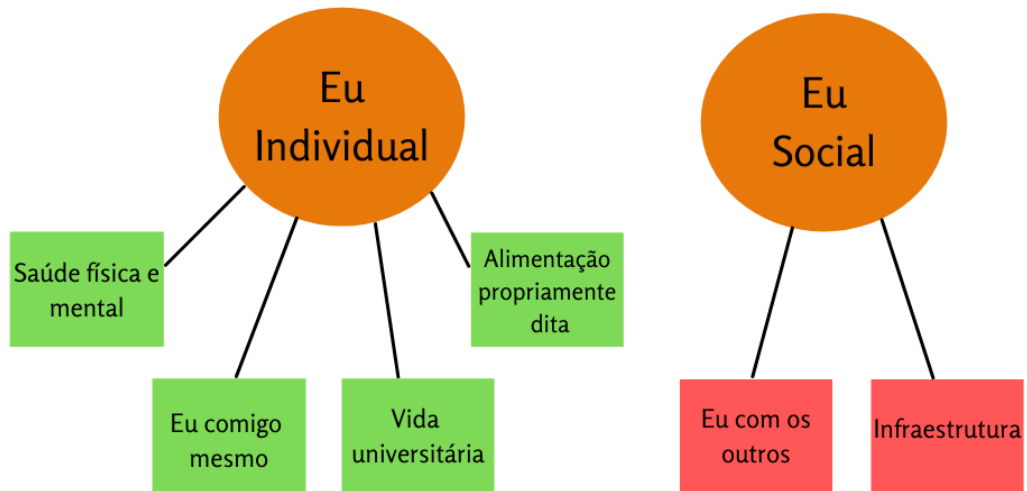 Eu
Individual
Eu
Social
Saúde física e
mental
Alimentação
propriamente
dita
Eu comigo
mesmo
Vida
universitária
Eu com os
outros
Infraestrutura